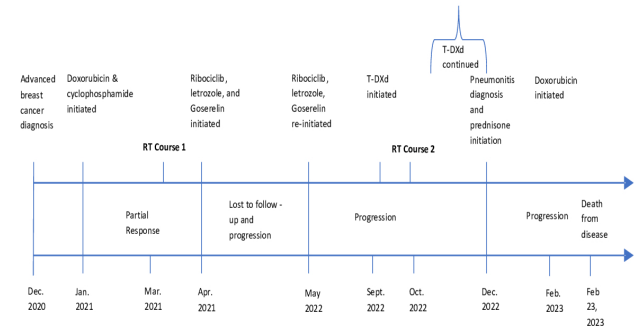 T-DXd
continued
Advanced
breast
cancer
diagnosis
Doxorubicin &
cyclophosphamide
initiated
Ribociclib,
letrozole, and
Goserelin
initiated
Ribociclib,
letrozole,
Goserelin
re-initiated
T-DXd
initiated
Pneumonitis
diagnosis
and
prednisone
initiation
Doxorubicin
initiated
RT Course 1
RT Course 2
Partial
Response
Lost to follow -
up and
progression
Progression
Progression
Death
from
disease
Dec.
2020
Jan.
2021
Mar.
2021
Apr.
2021
May
2022
Sept.
2022
Oct.
2022
Dec.
2022
Feb.
2023
Feb
23,
2023